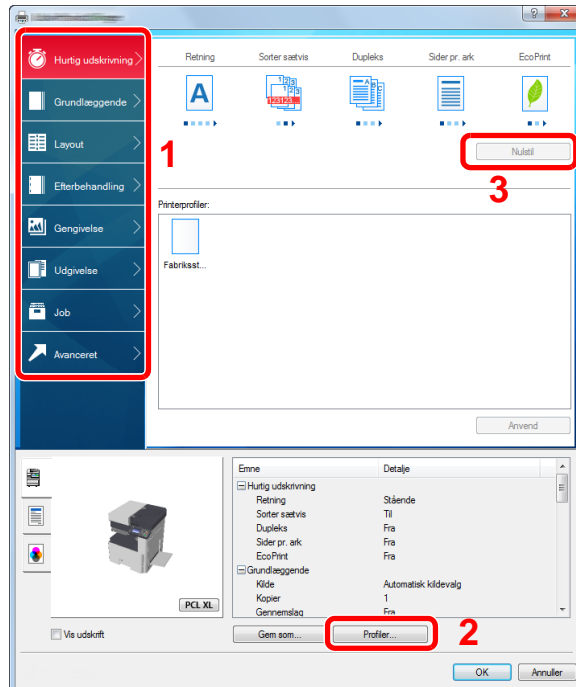 ?
Hurtig udskrivning
Grundlæggende
Layout
Efterbehandling
Gengivelse
Udgivelse
Job
Avanceret
1
Retning
Sorter sætvis
Dupleks
Sider pr. ark
EcoPrint
A
123
123
123123
A
B
C
Nulstil
3
Printerprofiler:
Fabriksst...
Anvend
PCL XL
Vis udskrift
Emne Detalje
Hurtig udskrivning
Retning Stående
Sorter sætvis Til
Dupleks Fra
Sider pr. ark Fra
EcoPrint Fra
Grundlæggende
Kilde Automatisk kildevalg
Kopier 1
Gennemslag Fra
Gem som...
Profiler...
2
OK
Annuller